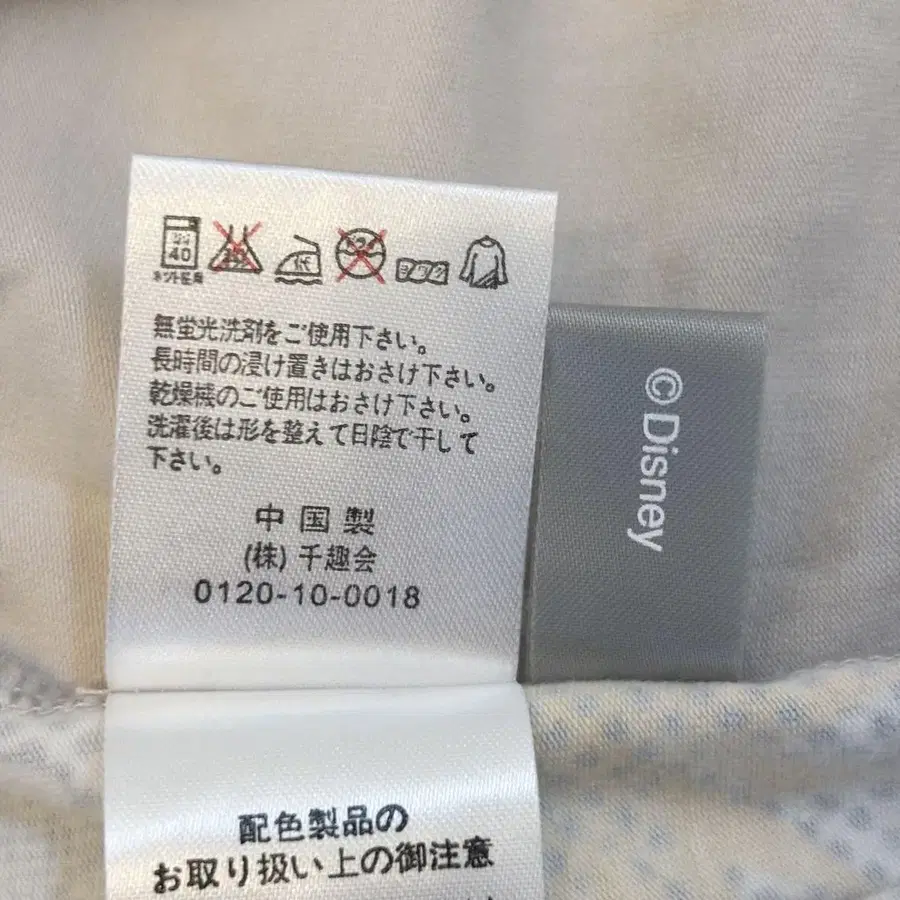 40
ネット使用
無蛍光洗剤をご使用下さい。
長時間の浸け置きはおさけ下さい。
乾燥機のご使用はおさけ下さい。
洗濯後は形を整えて日陰で干して
下さい。
中国製
(株)千趣会
0120-10-0018
©Disney
配色製品の
お取り扱い上の御注意